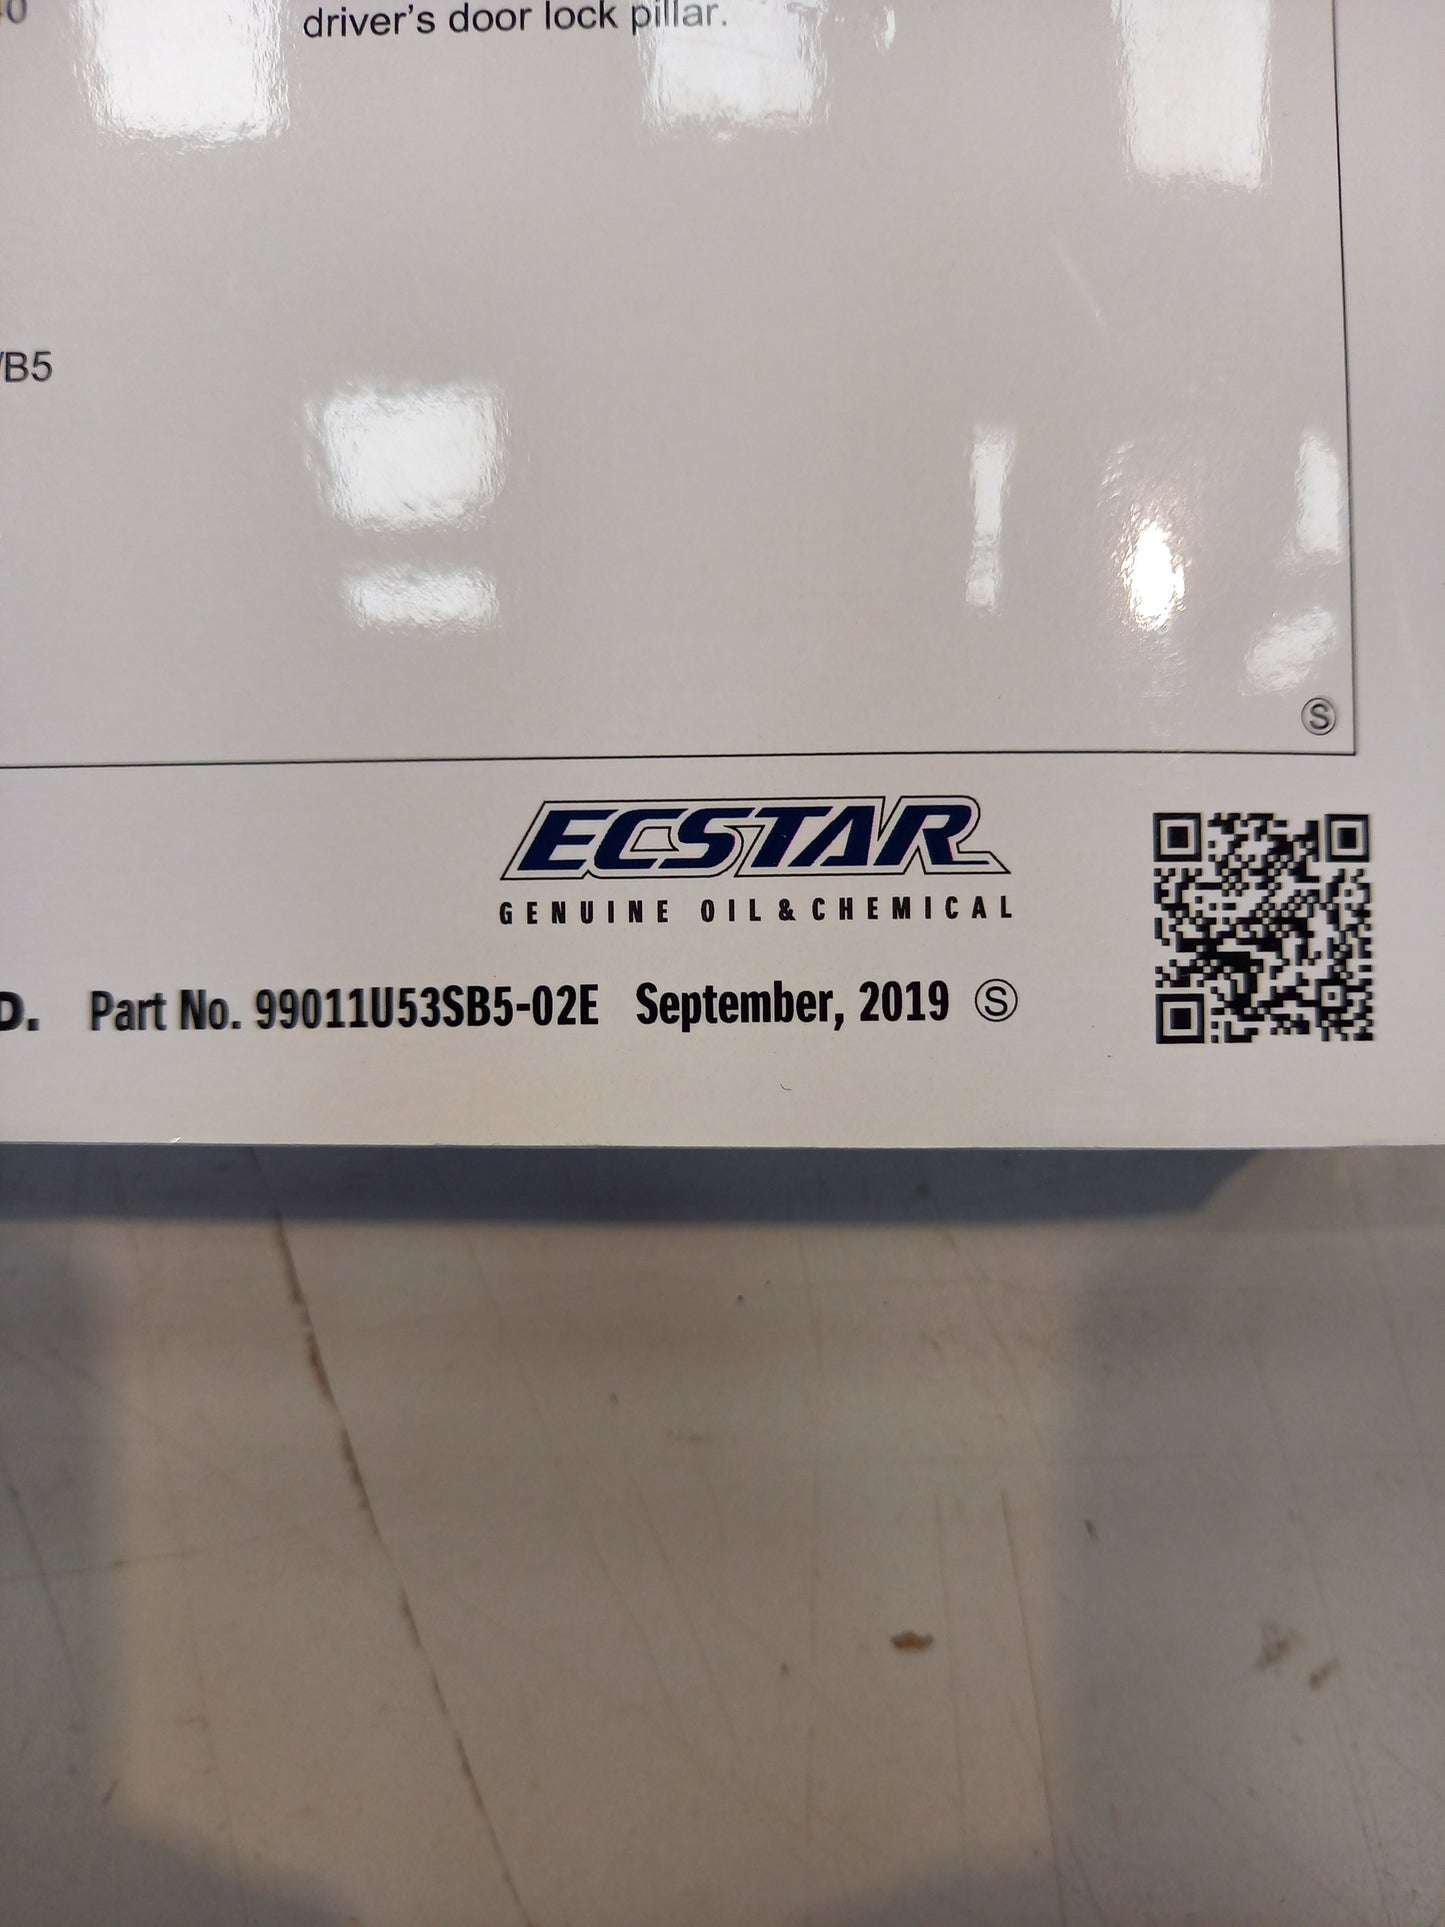 driver's door lock pillar.
/B5
Ⓢ
ECSTAR
GENUINE OIL & CHEMICAL
D. Part No. 99011U53SB5-02E September, 2019 Ⓢ